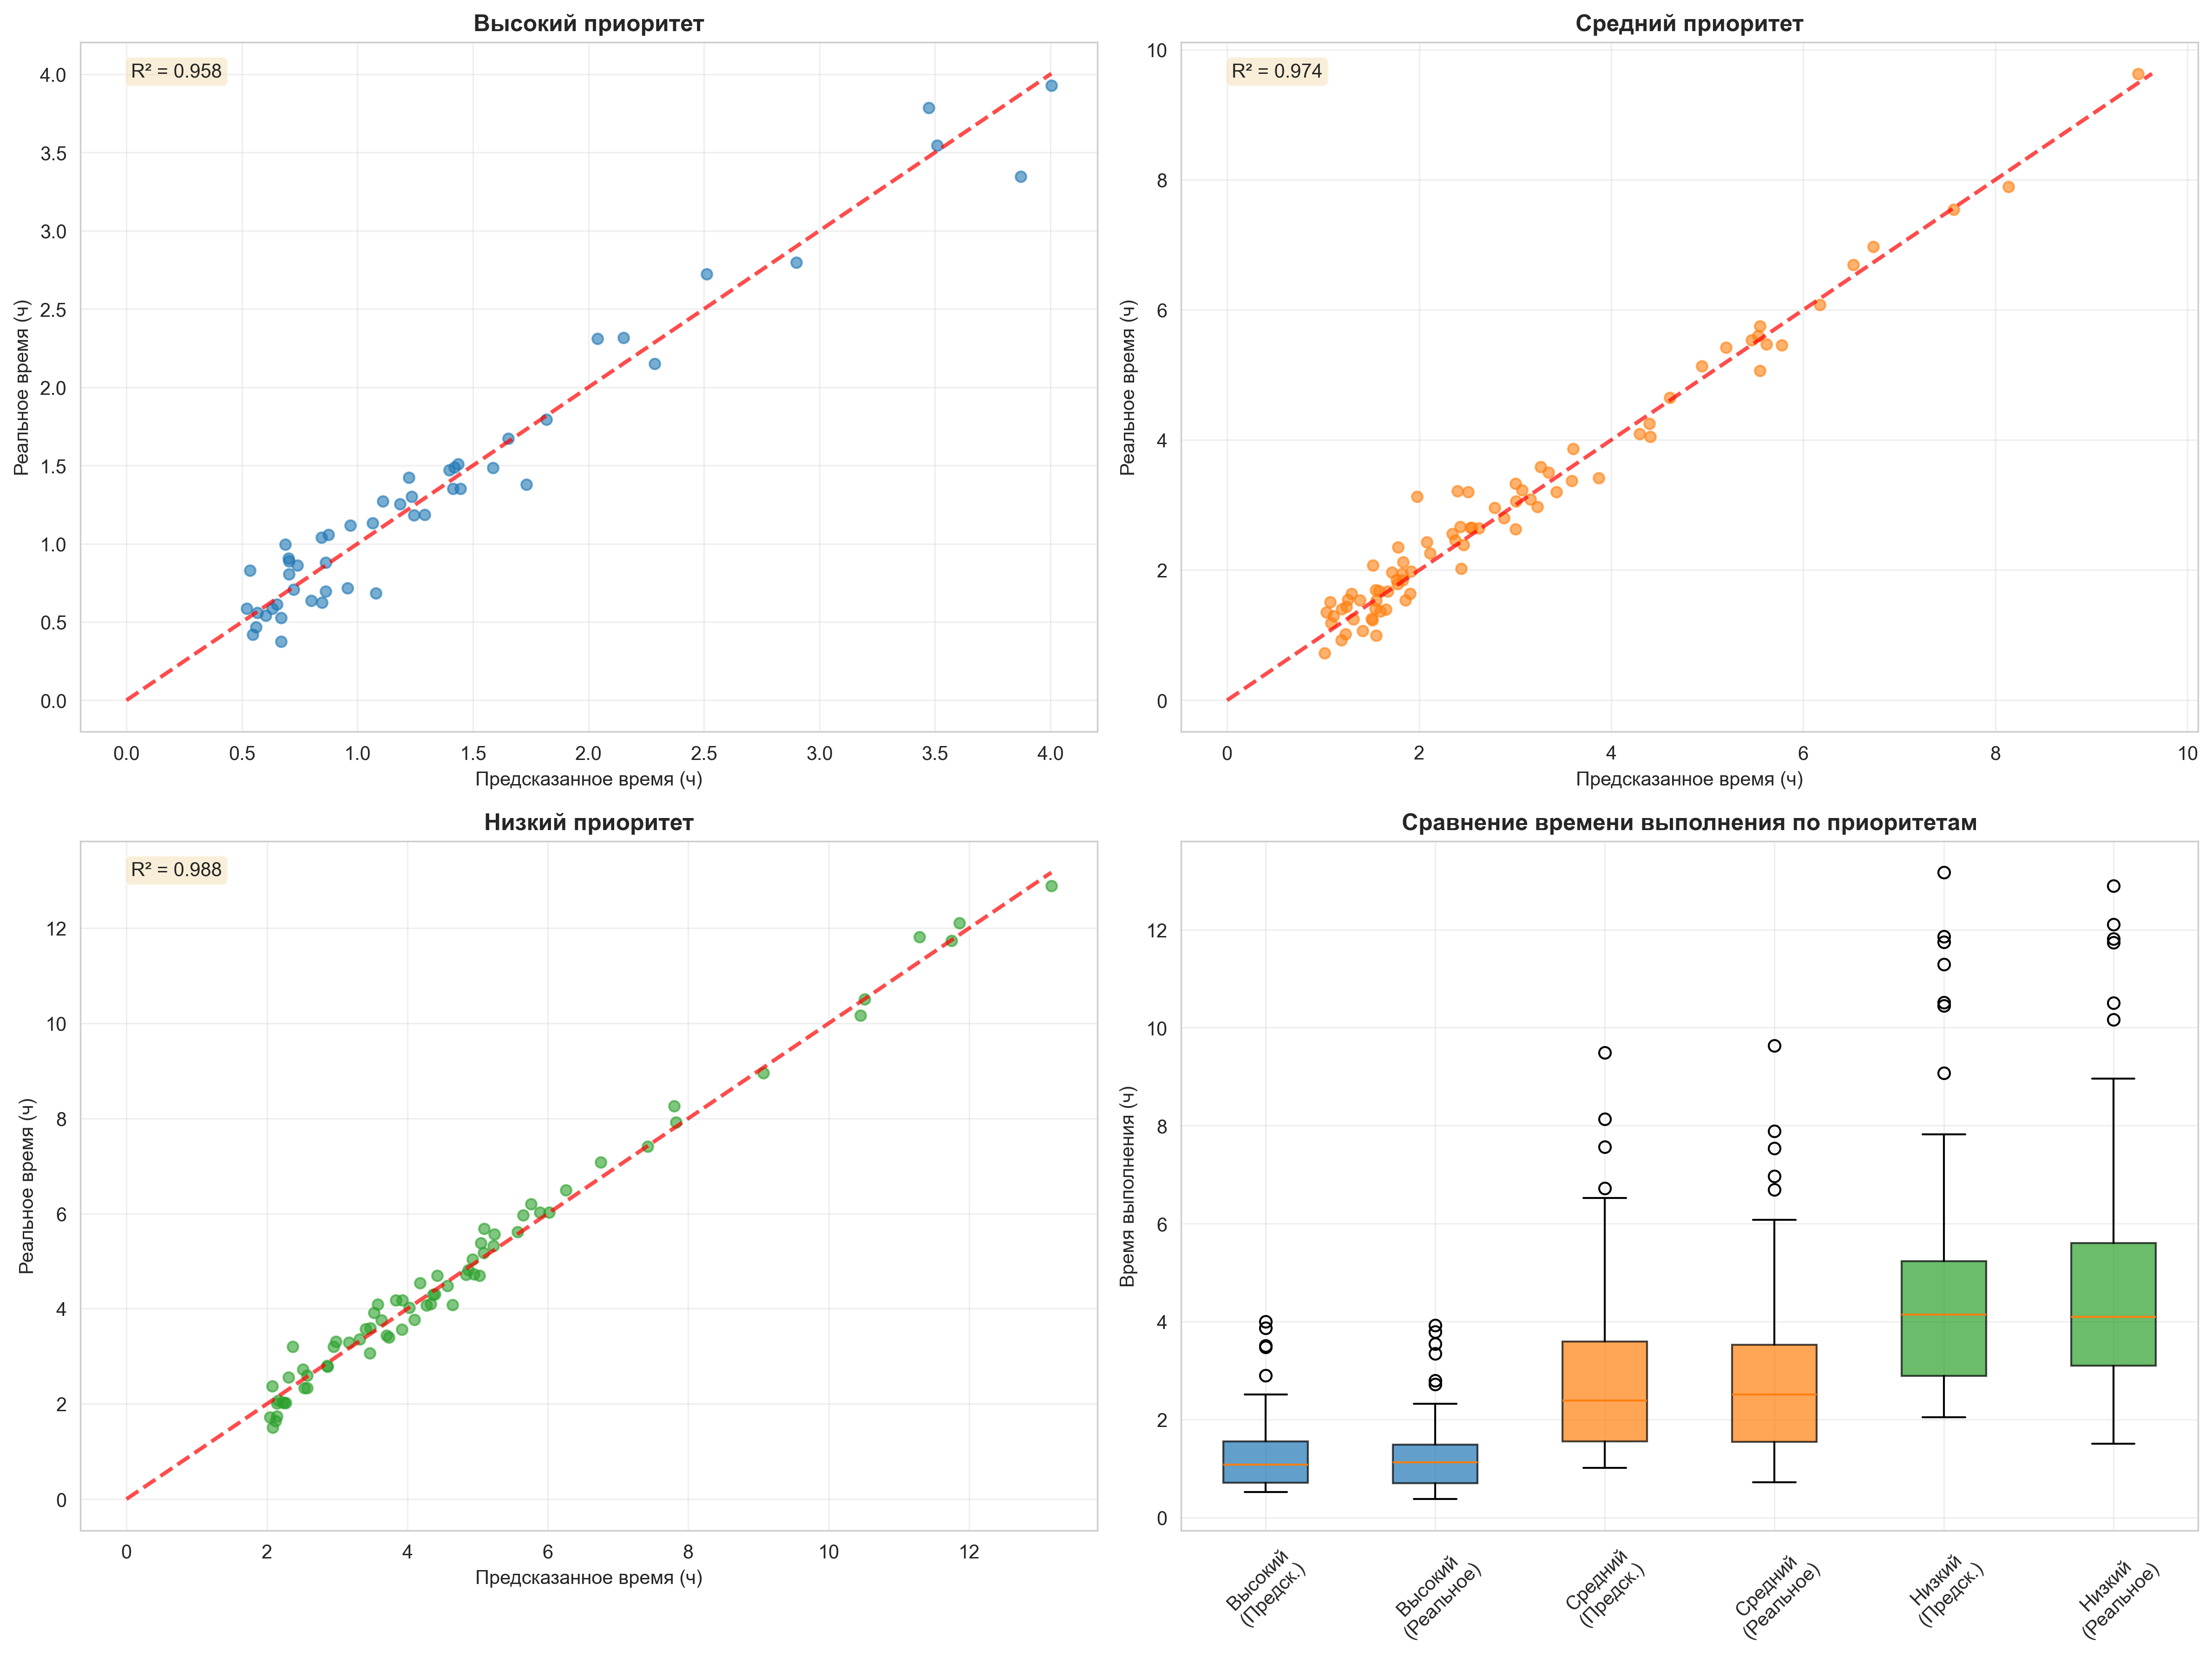 Высокий приоритет
R² = 0.958
4.0
3.5
3.0
2.5
2.0
1.5
1.0
0.5
0.0
Реальное время (ч)
0.0 0.5 1.0 1.5 2.0 2.5 3.0 3.5 4.0
Предсказанное время (ч)
Средний приоритет
R² = 0.974
10
8
6
4
2
0
Реальное время (ч)
0 2 4 6 8 10
Предсказанное время (ч)
Низкий приоритет
R² = 0.988
12
10
8
6
4
2
0
Реальное время (ч)
0 2 4 6 8 10 12
Предсказанное время (ч)
Сравнение времени выполнения по приоритетам
12
10
8
6
4
2
0
Время выполнения (ч)
Высокий
(Предск.)
Высокий
(Реальное)
Средний
(Предск.)
Средний
(Реальное)
Низкий
(Предск.)
Низкий
(Реальное)